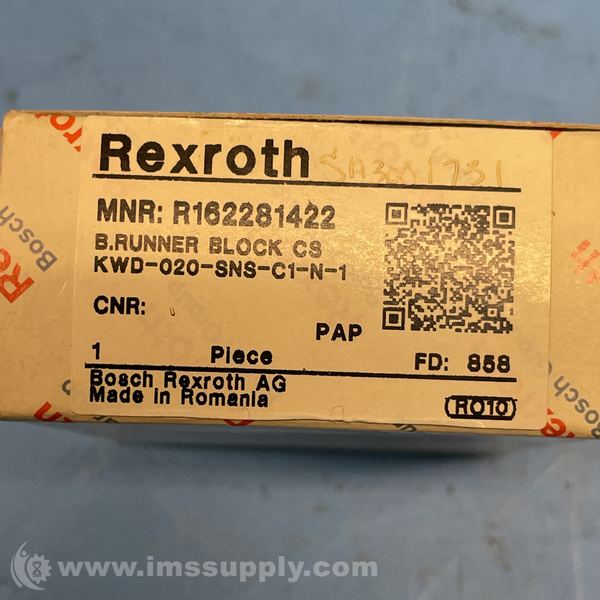 Rexroth
MNR: R162281422
B.RUNNER BLOCK CS
KWD-020-SNS-C1-N-1
CNR:
PAP
1 Piece FD: 858
Bosch Rexroth AG
Made in Romania
RO10
Bosch
www.imssupply.com